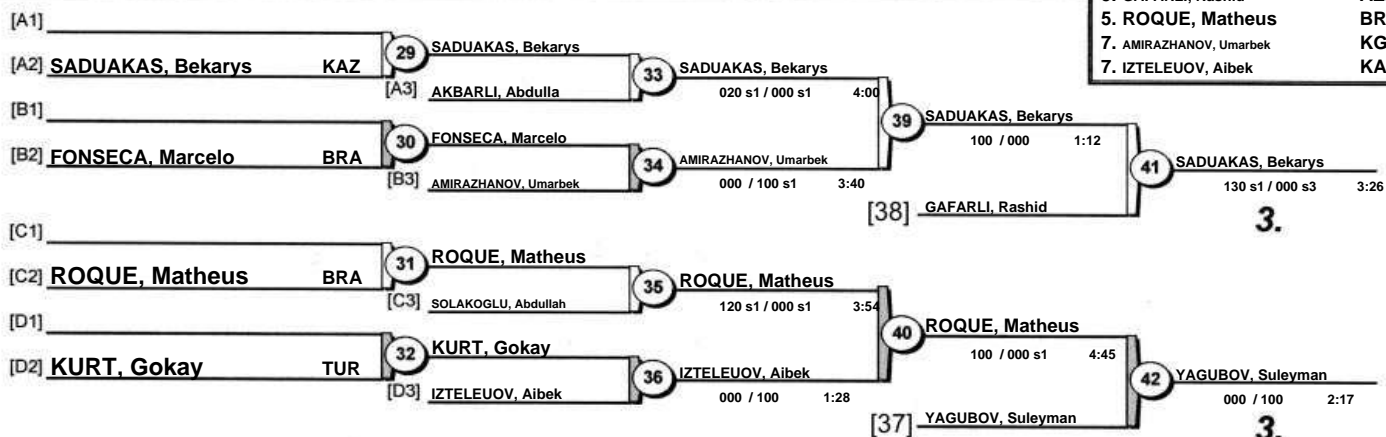 5. ROQUE, Matheus BR
7. AMIRAZHANOV, Umarbek KG
7. IZTELEUOV, Aibek KA
[A1]
[A2] SADUAKAS, Bekarys KAZ
29
SADUAKAS, Bekarys
[A3] AKBARLI, Abdulla
33
SADUAKAS, Bekarys
020 s1 / 000 s1 4:00
[B1]
[B2] FONSECA, Marcelo BRA
30
FONSECA, Marcelo
[B3] AMIRAZHANOV, Umarbek
34
AMIRAZHANOV, Umarbek
000 / 100 s1 3:40
39
SADUAKAS, Bekarys
100 / 000 1:12
[38] GAFARLI, Rashid
41
SADUAKAS, Bekarys
130 s1 / 000 s3 3:26
3.
[C1]
[C2] ROQUE, Matheus BRA
31
ROQUE, Matheus
[C3] SOLAKOGLU, Abdullah
35
ROQUE, Matheus
120 s1 / 000 s1 3:54
[D1]
[D2] KURT, Gokay TUR
32
KURT, Gokay
[D3] IZTELEUOV, Aibek
36
IZTELEUOV, Aibek
000 / 100 1:28
40
ROQUE, Matheus
100 / 000 s1 4:45
[37] YAGUBOV, Suleyman
42
YAGUBOV, Suleyman
000 / 100 2:17
3.